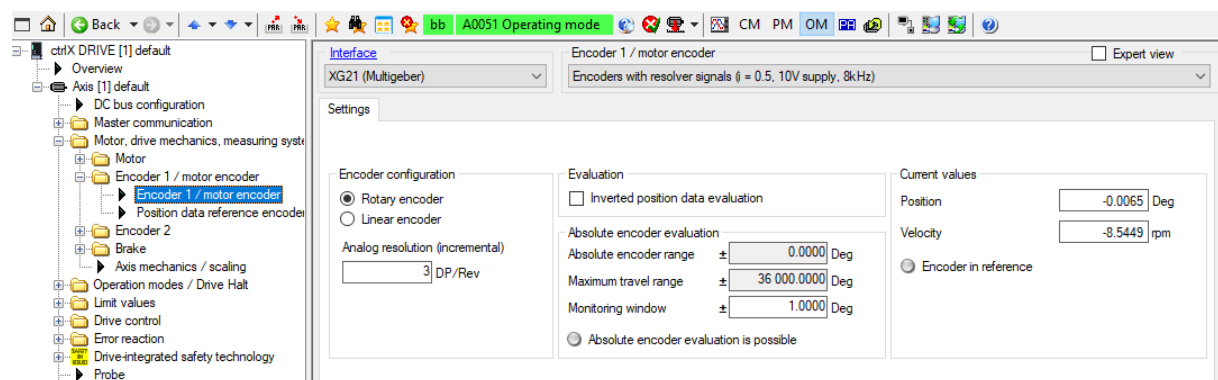 Back
PRR
PRR
bb
A0051 Operating mode
CM
PM
OM
ctrlX DRIVE [1] default
Overview
Axis [1] default
DC bus configuration
Master communication
Motor, drive mechanics, measuring syste
Motor
Encoder 1 / motor encoder
Encoder 1 / motor encoder
Position data reference encoder
Encoder 2
Brake
Axis mechanics / scaling
Operation modes / Drive Halt
Limit values
Drive control
Error reaction
Drive-integrated safety technology
Probe
Interface
XG21 (Multigeber)
Encoder 1 / motor encoder
Expert view
Encoders with resolver signals (i = 0.5, 10V supply, 8kHz)
Settings
Encoder configuration
Rotary encoder
Linear encoder
Analog resolution (incremental)
3 DP/Rev
Evaluation
Inverted position data evaluation
Absolute encoder evaluation
Absolute encoder range ± 0.0000 Deg
Maximum travel range ± 36 000.0000 Deg
Monitoring window ± 1.0000 Deg
Absolute encoder evaluation is possible
Current values
Position -0.0065 Deg
Velocity -8.5449 rpm
Encoder in reference